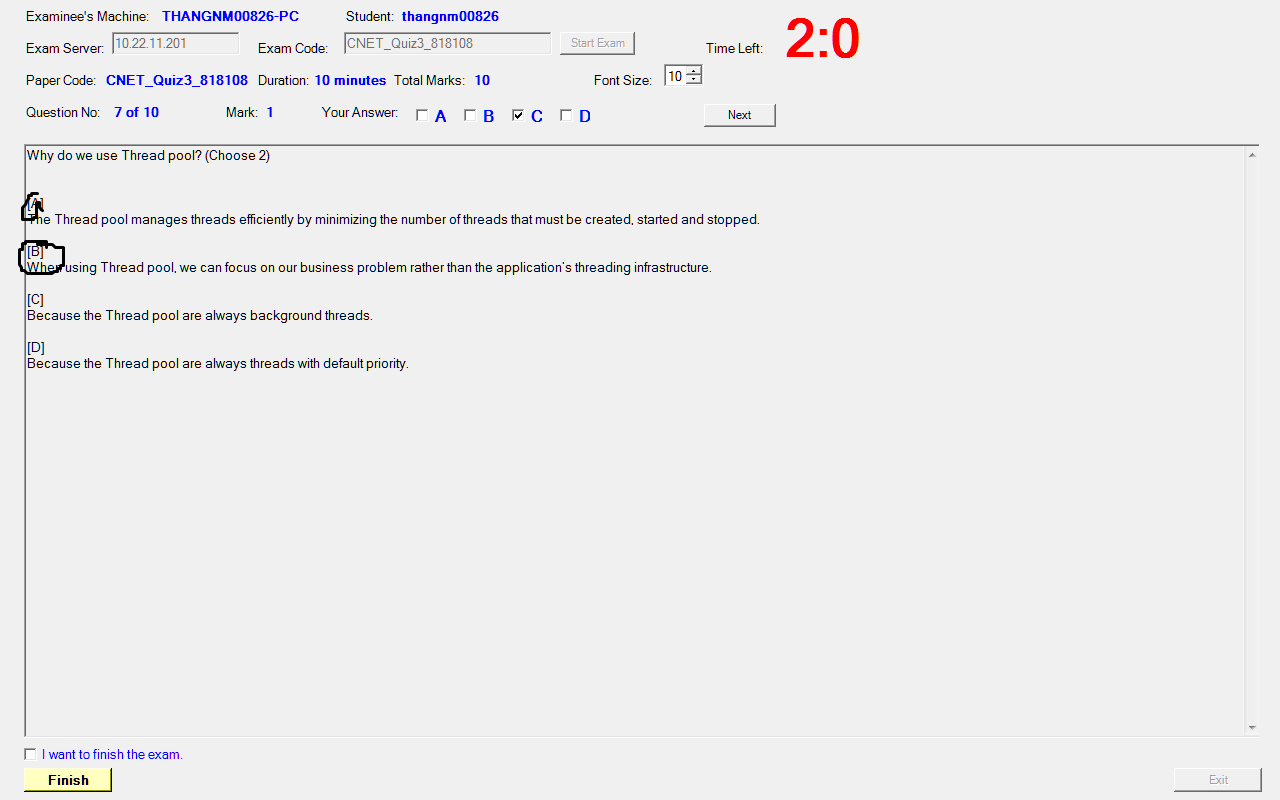 Examinee's Machine: THANGNM00826-PC Student: thangnm00826
Exam Server: 10.22.11.201 Exam Code: CNET_Quiz3_818108 Start Exam Time Left: 2:0
Paper Code: CNET_Quiz3_818108 Duration: 10 minutes Total Marks: 10 Font Size: 10
Question No: 7 of 10 Mark: 1 Your Answer: A B C D Next
Why do we use Thread pool? (Choose 2)
[A]
The Thread pool manages threads efficiently by minimizing the number of threads that must be created, started and stopped.
[B]
When using Thread pool, we can focus on our business problem rather than the application's threading infrastructure.
[C]
Because the Thread pool are always background threads.
[D]
Because the Thread pool are always threads with default priority.
I want to finish the exam.
Finish Exit